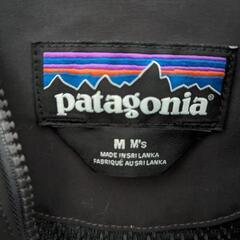 patagonia
M M's
MADE IN SRI LANKA
FABRIQUÉ AU SRI LANKA